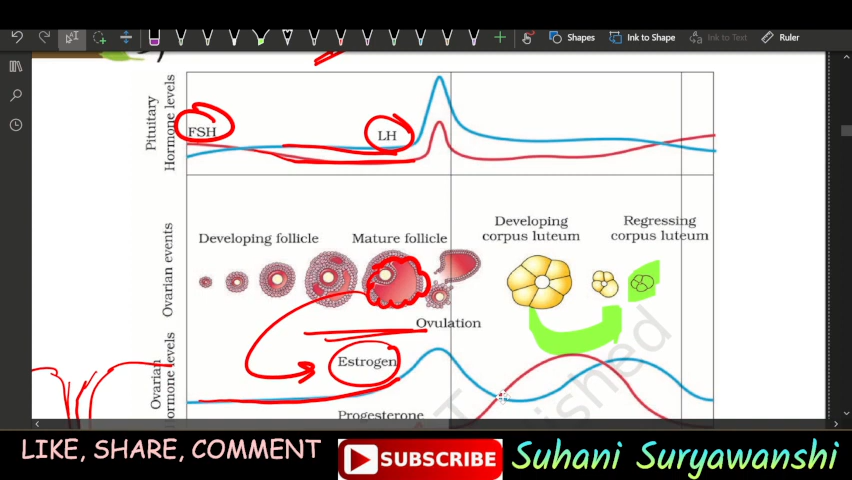 Shapes
Ink to Shape
Ink to Text
Ruler
Pituitary
Hormone levels
FSH
LH
Ovarian events
Developing follicle
Mature follicle
Developing
corpus luteum
Regressing
corpus luteum
Ovulation
Ovarian
Hormone levels
Estrogen
Progesterone
LIKE, SHARE, COMMENT
SUBSCRIBE
Suhani Suryawanshi